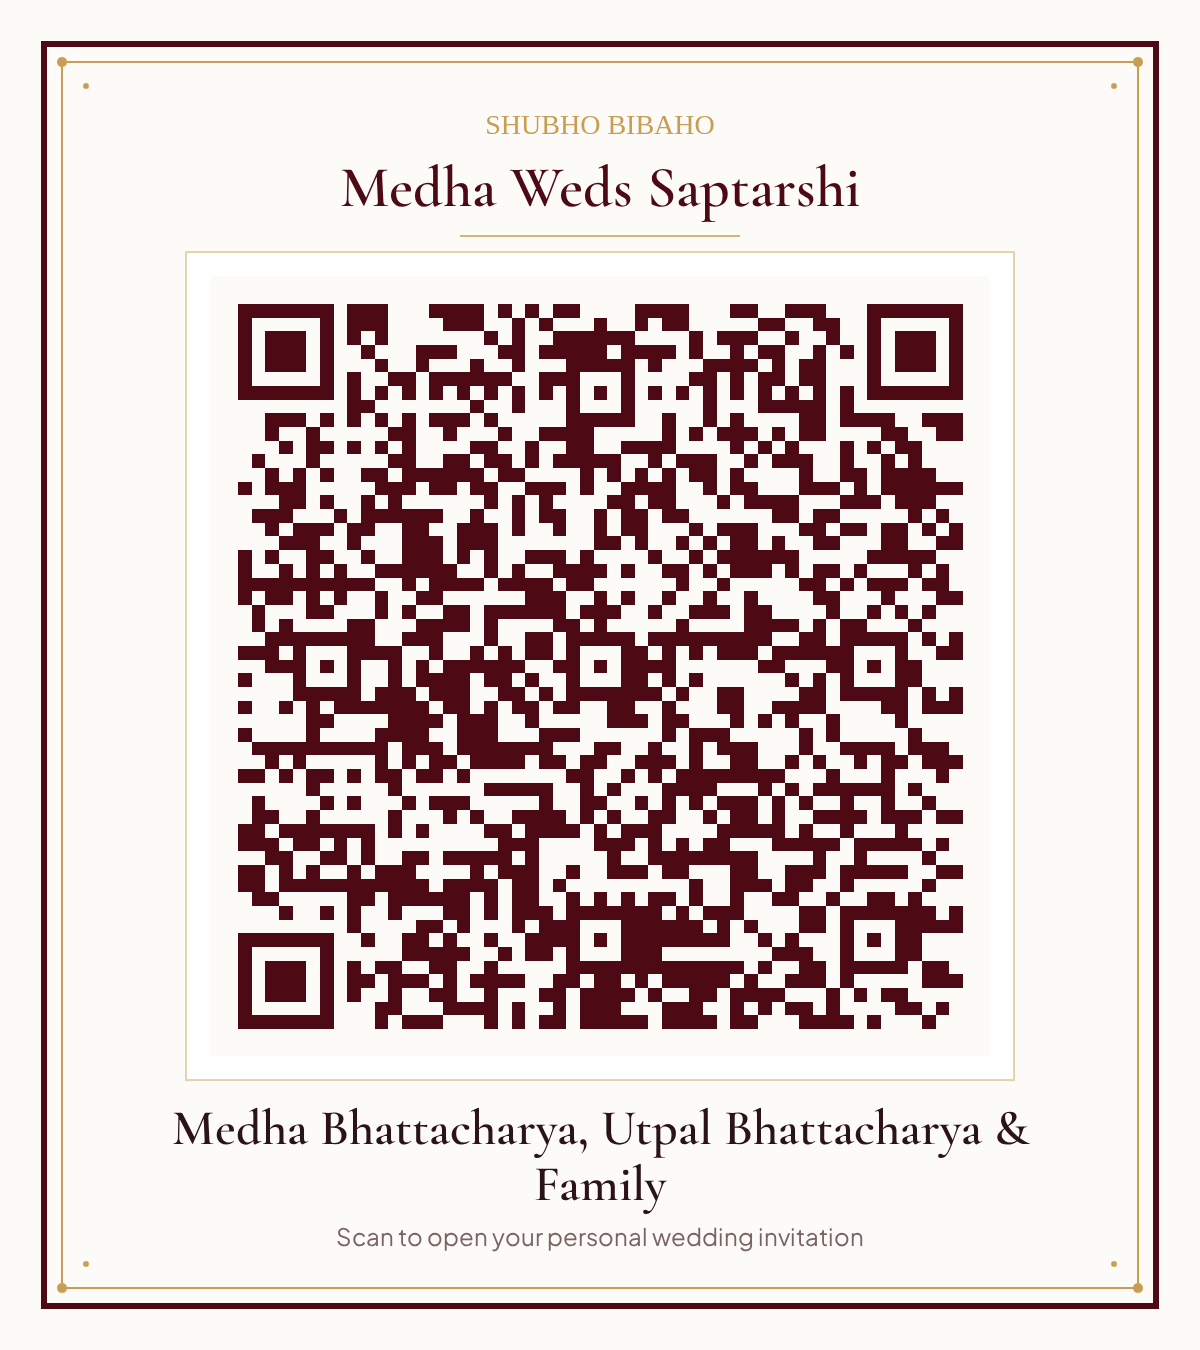 SHUBHO BIBAHO
Medha Weds Saptarshi
Medha Bhattacharya, Utpal Bhattacharya &
Family
Scan to open your personal wedding invitation